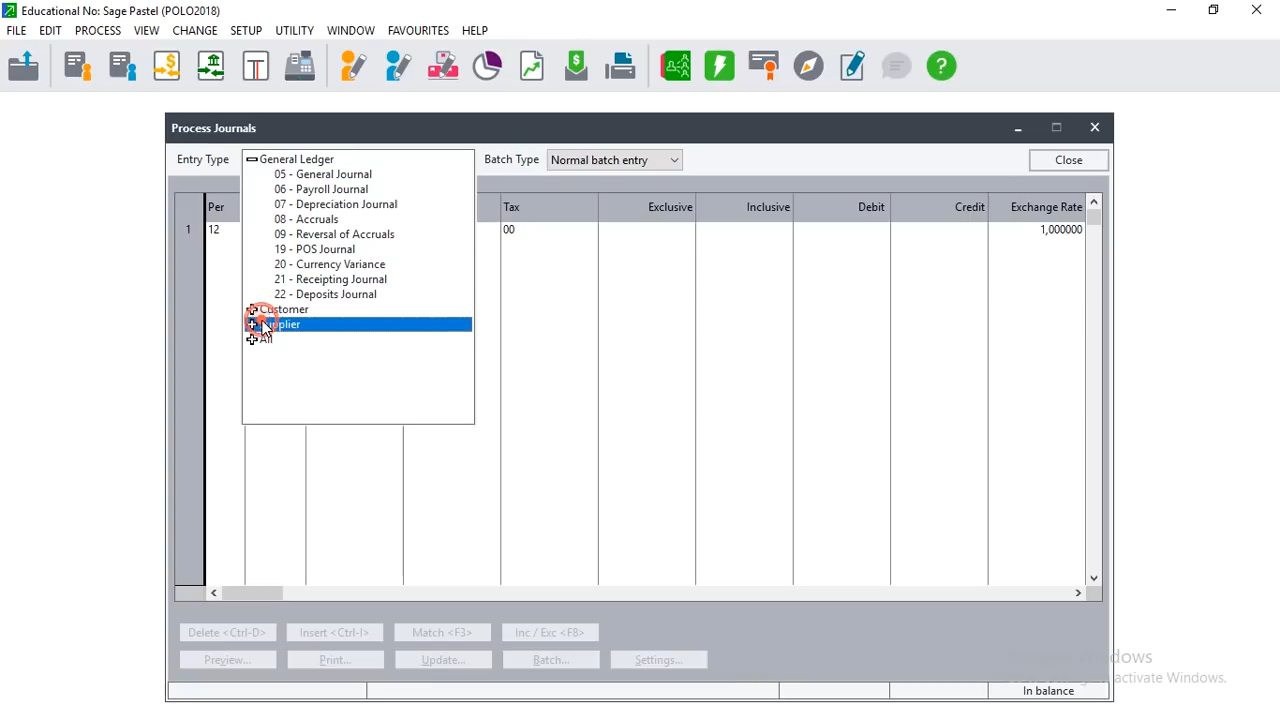 Educational No: Sage Pastel (POLO2018)
FILE EDIT PROCESS VIEW CHANGE SETUP UTILITY WINDOW FAVOURITES HELP
Process Journals
Entry Type
General Ledger
Batch Type Normal batch entry Close
05 - General Journal
06 - Payroll Journal
07 - Depreciation Journal
08 - Accruals
09 - Reversal of Accruals
19 - POS Journal
20 - Currency Variance
21 - Receipting Journal
22 - Deposits Journal
Customer
Supplier
All
Per Tax Exclusive Inclusive Debit Credit Exchange Rate
1 12 00 1,000000
Delete <Ctrl-D> Insert <Ctrl-I> Match <F3> Inc / Exc <F8>
Preview... Print... Update... Batch... Settings...
activate Windows.
In balance